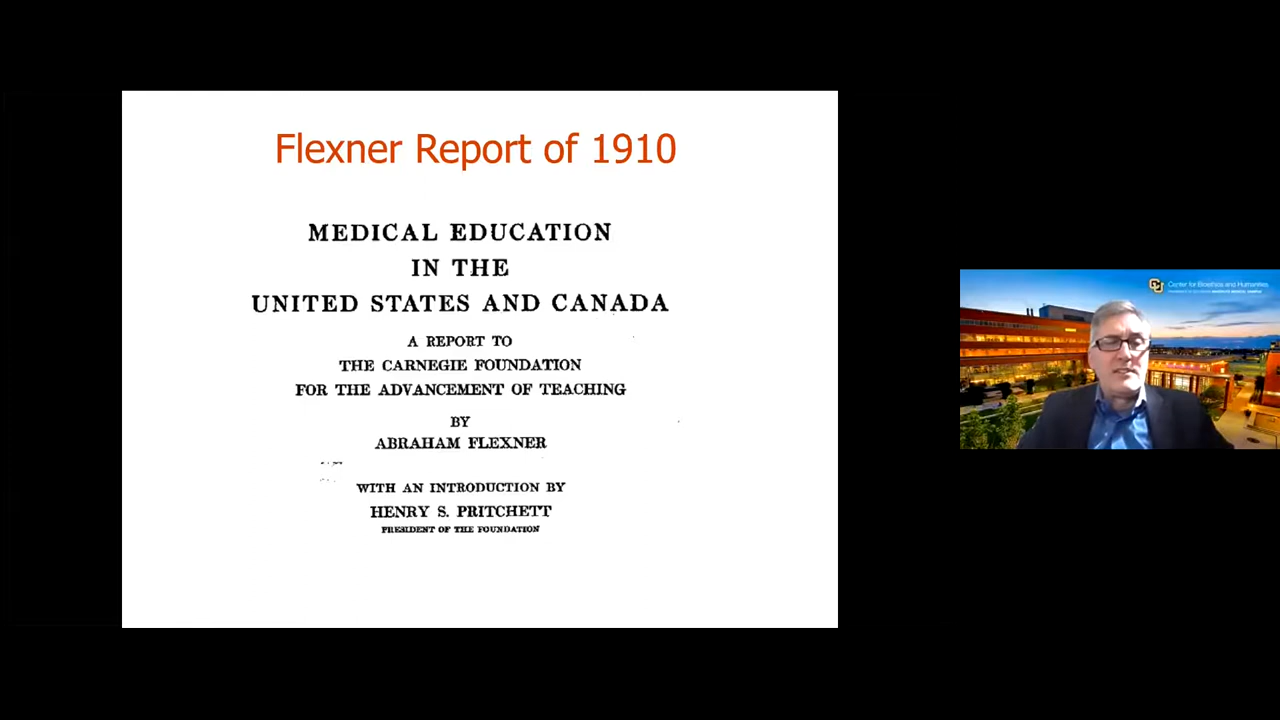 Flexner Report of 1910
MEDICAL EDUCATION
IN THE
UNITED STATES AND CANADA
A REPORT TO
THE CARNEGIE FOUNDATION
FOR THE ADVANCEMENT OF TEACHING
BY
ABRAHAM FLEXNER
WITH AN INTRODUCTION BY
HENRY S. PRITCHETT
PRESIDENT OF THE FOUNDATION
CU Center for Bioethics and Humanities